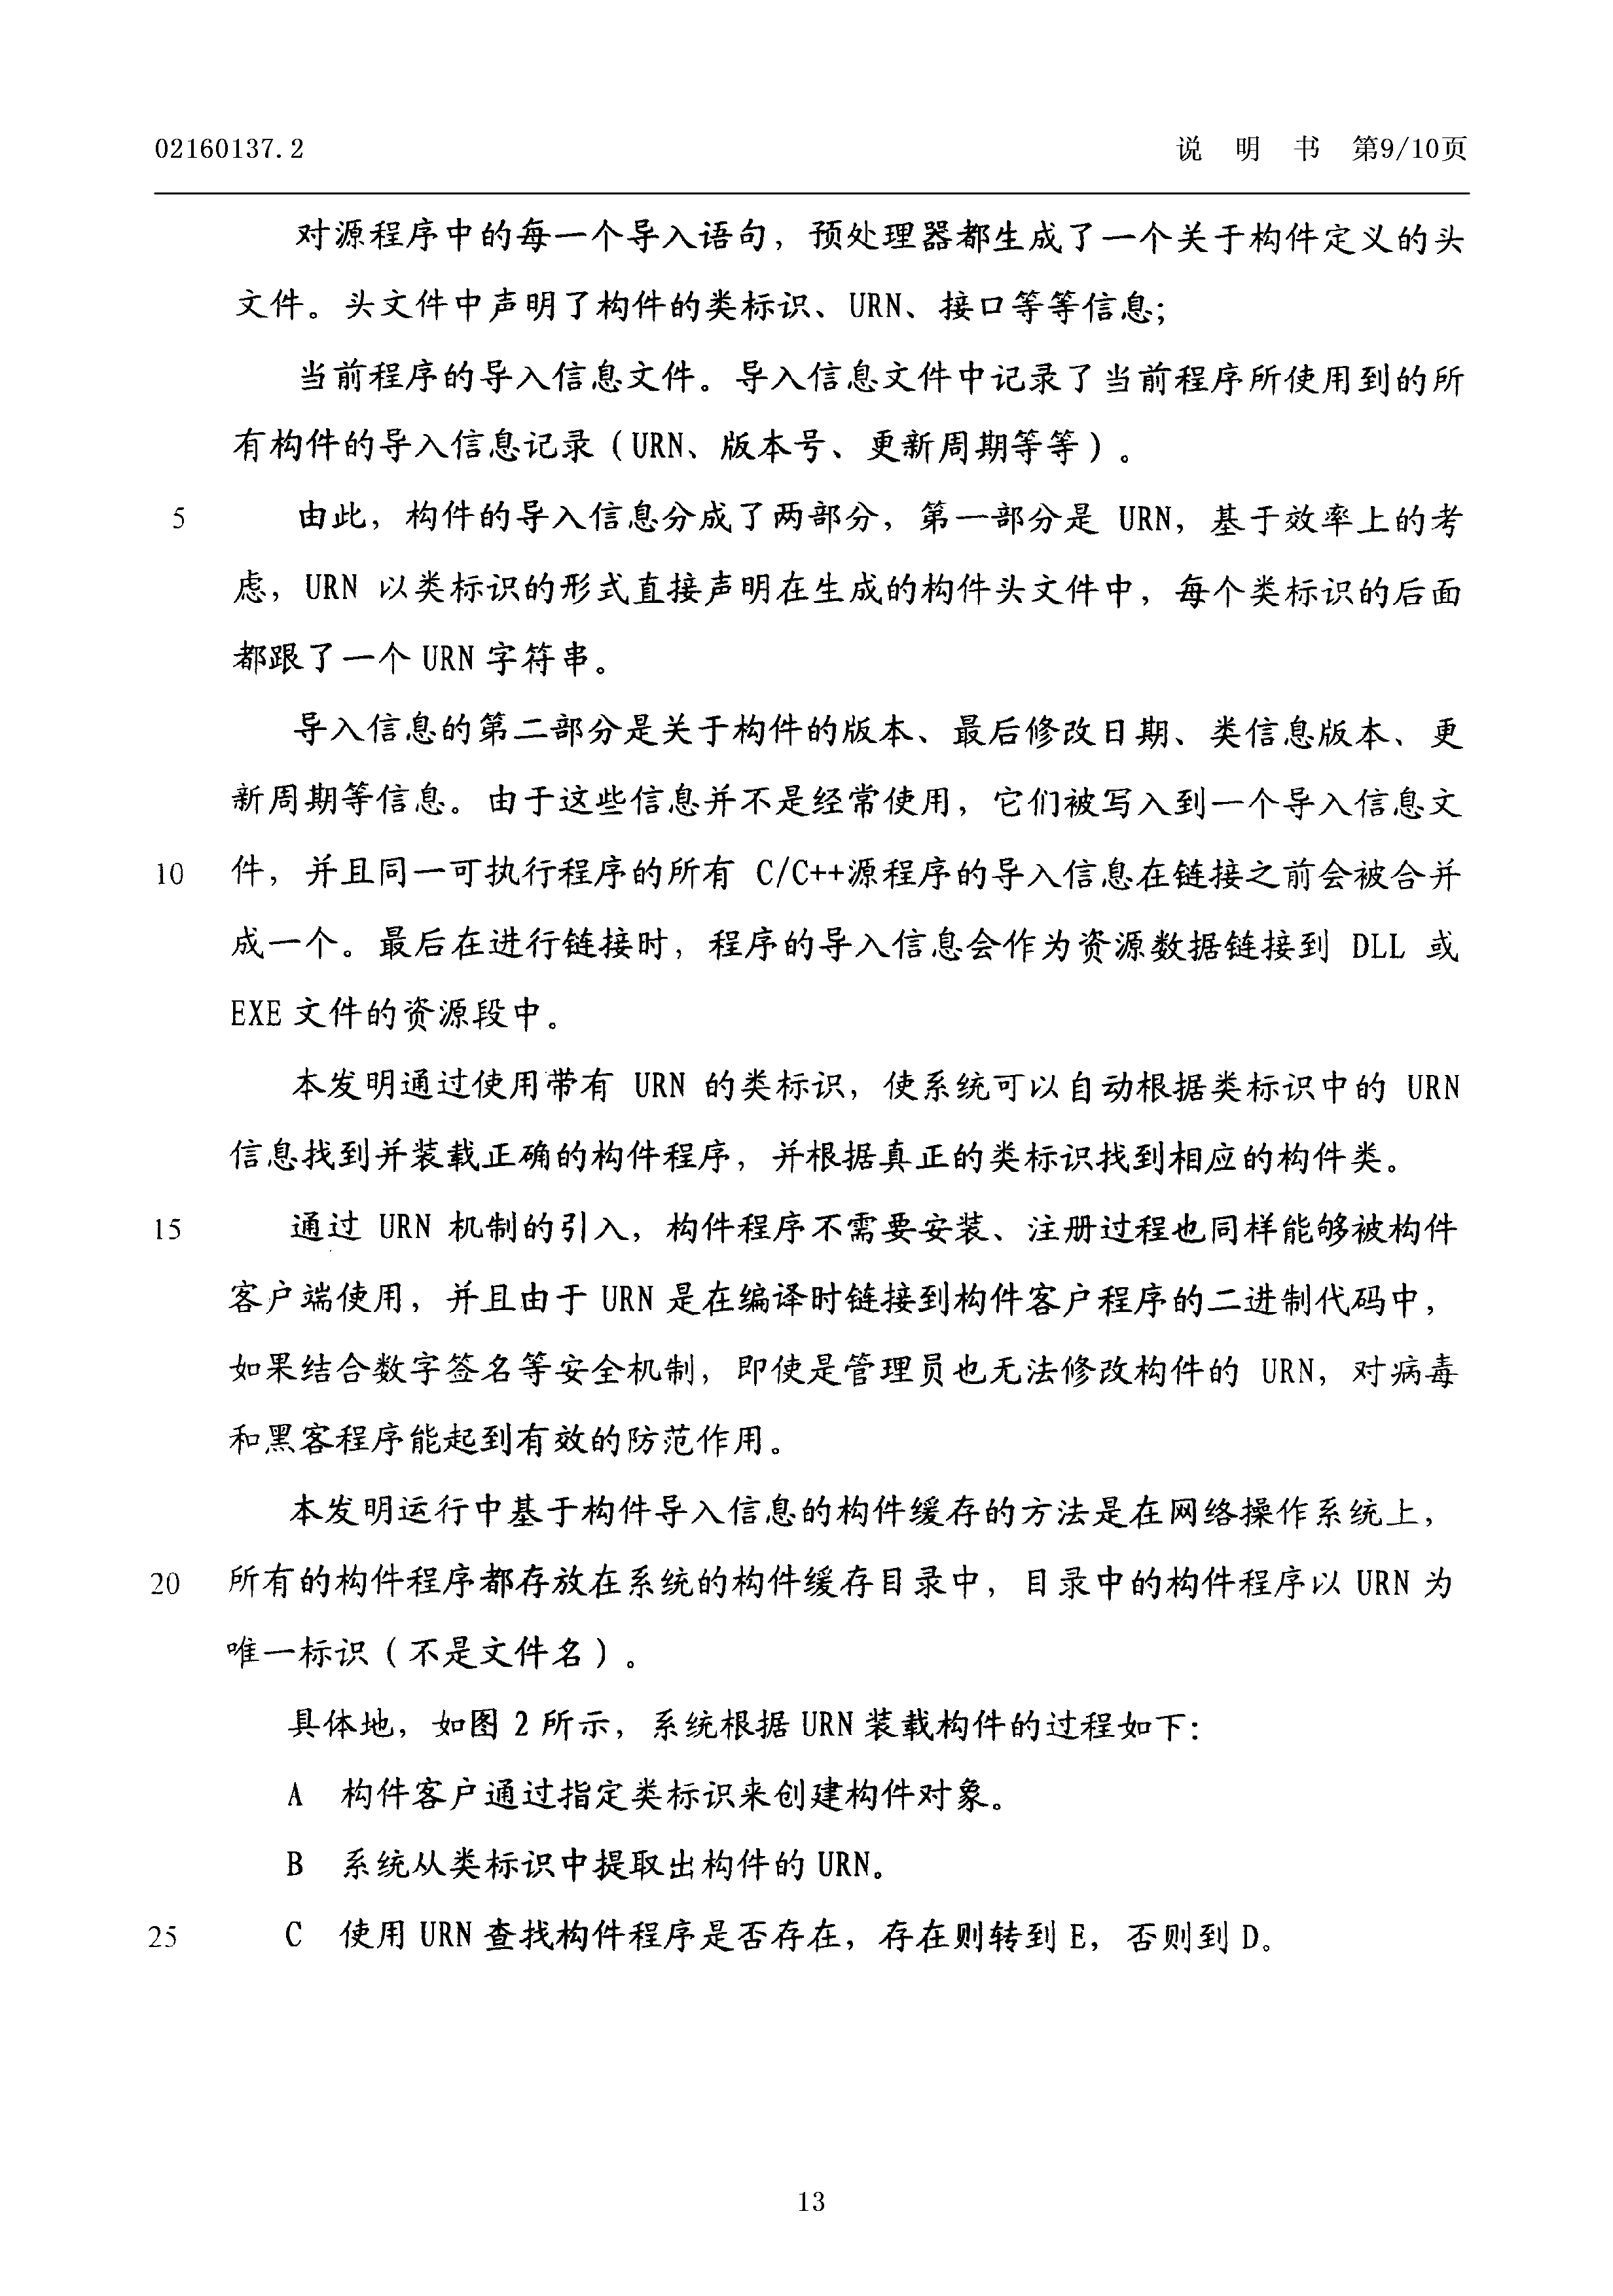 02160137.2 说 明 书 第9/10页
对源程序中的每一个导入语句，预处理器都生成了一个关于构件定义的头
文件。头文件中声明了构件的类标识、URN、接口等等信息；
当前程序的导入信息文件。导入信息文件中记录了当前程序所使用到的所
有构件的导入信息记录（URN、版本号、更新周期等等）。
5 由此，构件的导入信息分成了两部分，第一部分是 URN，基于效率上的考
虑，URN 以类标识的形式直接声明在生成的构件头文件中，每个类标识的后面
都跟了一个 URN 字符串。
导入信息的第二部分是关于构件的版本、最后修改日期、类信息版本、更
新周期等信息。由于这些信息并不是经常使用，它们被写入到一个导入信息文
10 件，并且同一可执行程序的所有 C/C++源程序的导入信息在链接之前会被合并
成一个。最后在进行链接时，程序的导入信息会作为资源数据链接到 DLL 或
EXE 文件的资源段中。
本发明通过使用带有 URN 的类标识，使系统可以自动根据类标识中的 URN
信息找到并装载正确的构件程序，并根据真正的类标识找到相应的构件类。
15 通过 URN 机制的引入，构件程序不需要安装、注册过程也同样能够被构件
客户端使用，并且由于 URN 是在编译时链接到构件客户程序的二进制代码中，
如果结合数字签名等安全机制，即使是管理员也无法修改构件的 URN，对病毒
和黑客程序能起到有效的防范作用。
本发明运行中基于构件导入信息的构件缓存的方法是在网络操作系统上，
20 所有的构件程序都存放在系统的构件缓存目录中，目录中的构件程序以 URN 为
唯一标识（不是文件名）。
具体地，如图 2 所示，系统根据 URN 装载构件的过程如下：
A 构件客户通过指定类标识来创建构件对象。
B 系统从类标识中提取出构件的 URN。
25 C 使用 URN 查找构件程序是否存在，存在则转到 E，否则到 D。
13